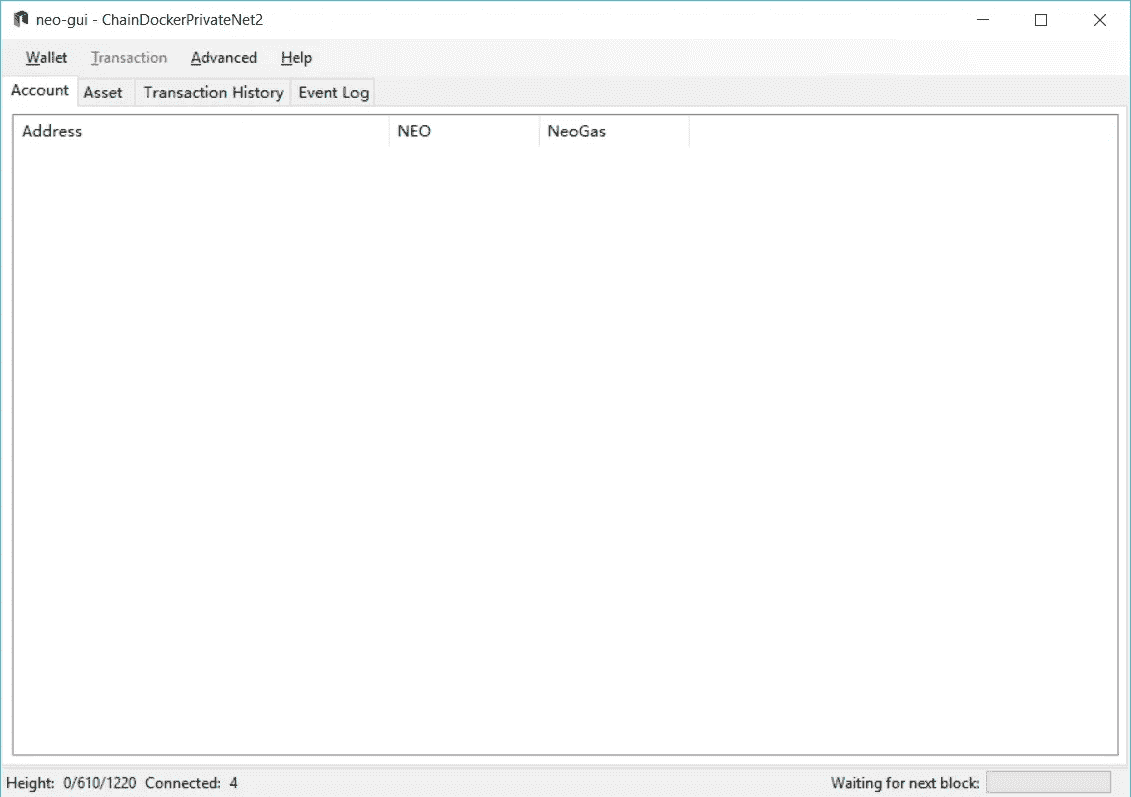 neo-gui - ChainDockerPrivateNet2
Wallet Transaction Advanced Help
Account Asset Transaction History Event Log
Address NEO NeoGas
Height: 0/610/1220 Connected: 4 Waiting for next block: